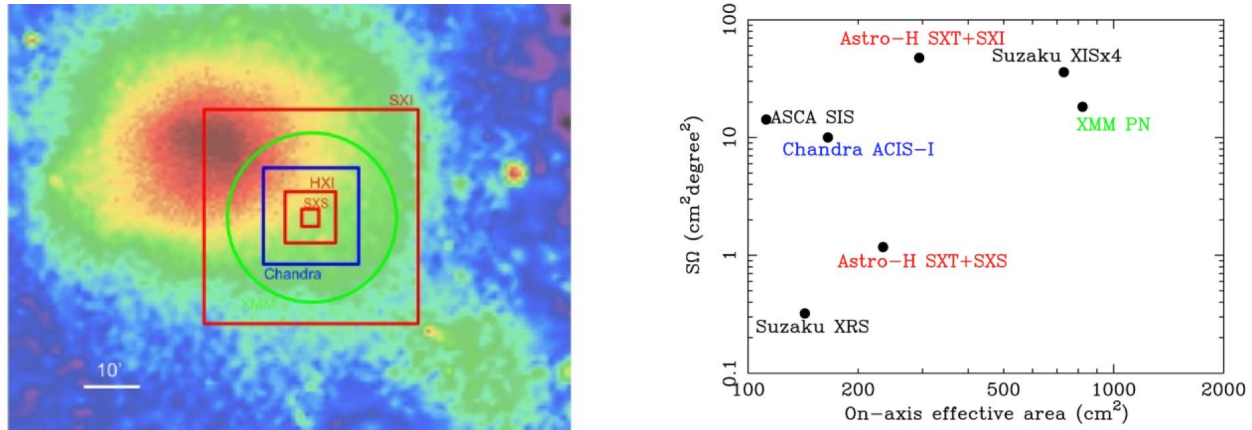 SXI
HXI
SXS
Chandra
XMM
10'
100
10
1
0.1
SΩ (cm²degree²)
Astro-H SXT+SXI
Suzaku XISx4
ASCA SIS
XMM PN
Chandra ACIS-I
Astro-H SXT+SXS
Suzaku XRS
100 200 500 1000 2000
On-axis effective area (cm²)